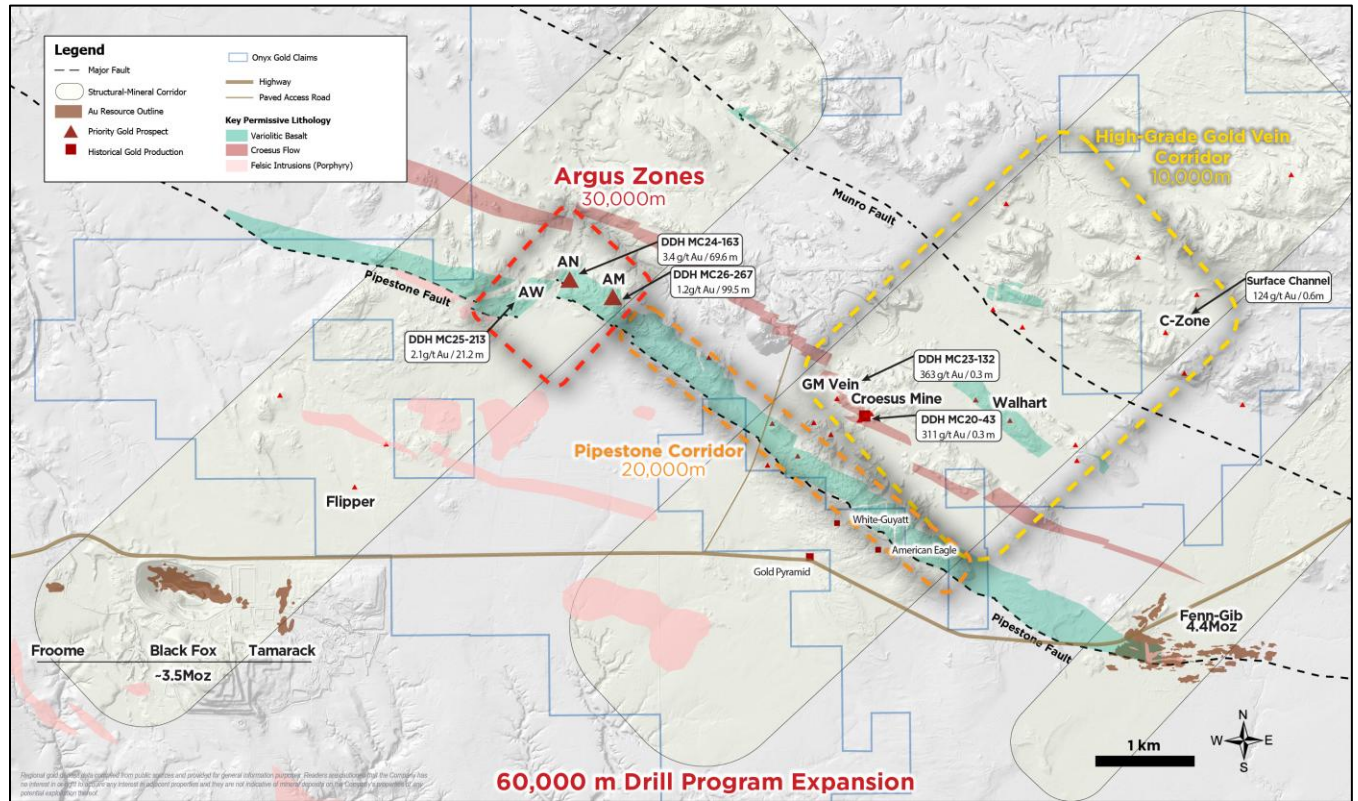 Legend
Major Fault
Structural-Mineral Corridor
Au Resource Outline
Priority Gold Prospect
Historical Gold Production
Onyx Gold Claims
Highway
Paved Access Road
Key Permissive Lithology
Variolitic Basalt
Croesus Flow
Felsic Intrusions (Porphyry)
Argus Zones
30,000m
High-Grade Gold Vein
Corridor
10,000m
Munro Fault
AN
DDH MC24-163
3.4 g/t Au / 69.6 m
AM
DDH MC26-267
1.2g/t Au / 99.5 m
AW
DDH MC25-213
2.1g/t Au / 21.2 m
Pipestone Fault
Surface Channel
124 g/t Au / 0.6m
C-Zone
DDH MC23-132
363 g/t Au / 0.3 m
GM Vein
Croesus Mine
DDH MC20-43
311 g/t Au / 0.3 m
Walhart
Pipestone Corridor
20,000m
Flipper
White-Guyatt
American Eagle
Gold Pyramid
Pipestone Fault
Fenn-Gib
4.4Moz
Froome
Black Fox
Tamarack
~3.5Moz
N
W
E
S
1 km
60,000 m Drill Program Expansion